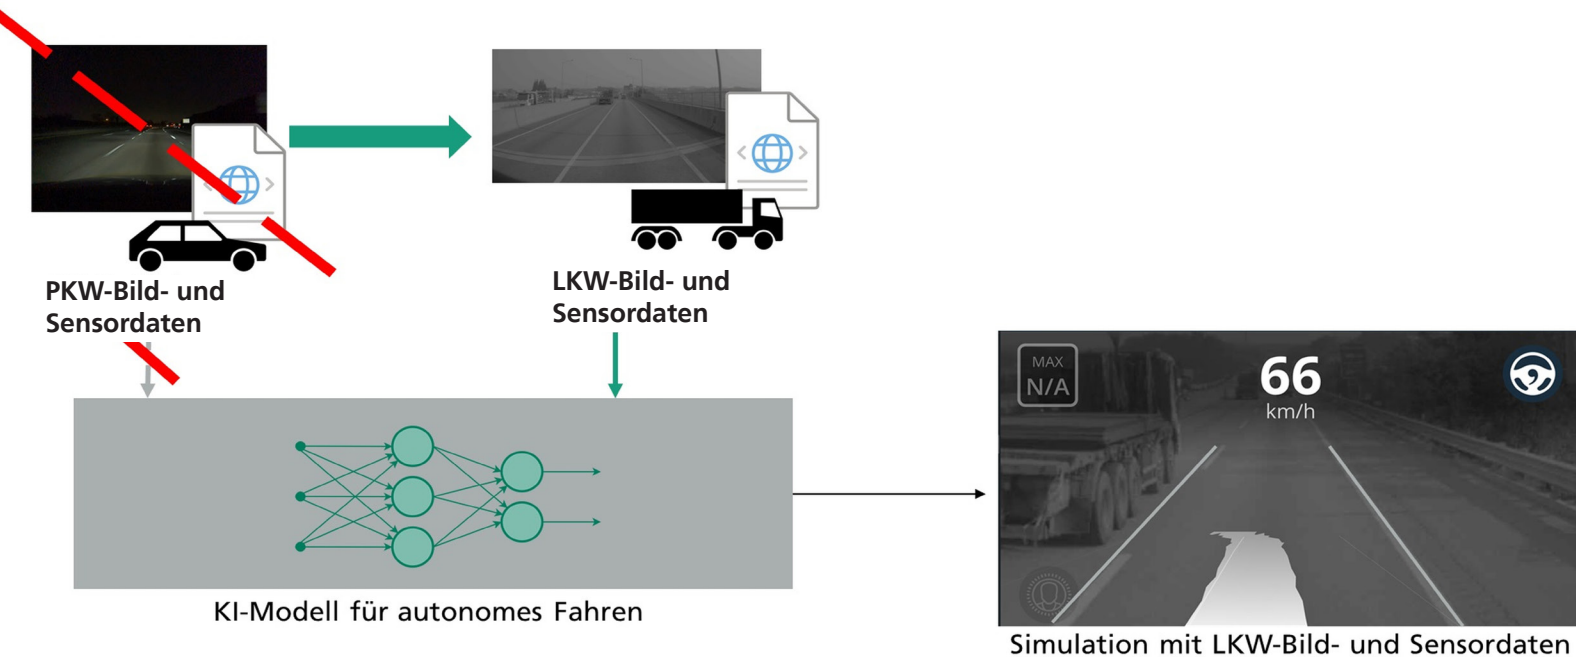 PKW-Bild- und
Sensordaten
LKW-Bild- und
Sensordaten
KI-Modell für autonomes Fahren
MAX
N/A
66
km/h
Simulation mit LKW-Bild- und Sensordaten